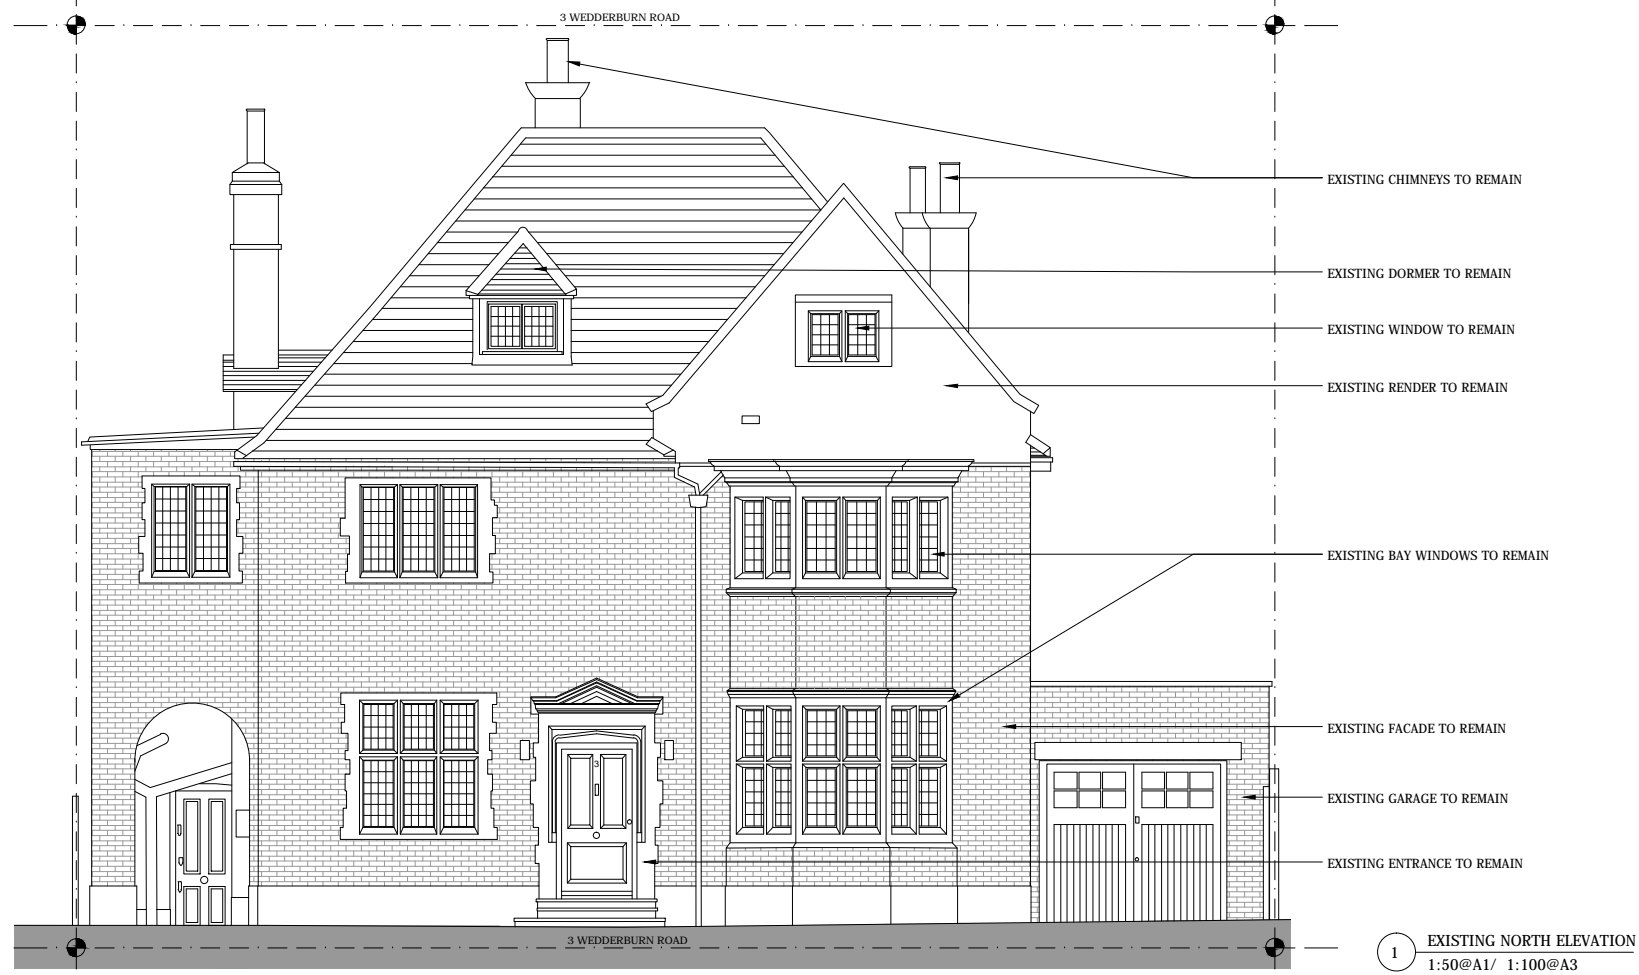 3 WEDDERBURN ROAD
EXISTING CHIMNEYS TO REMAIN
EXISTING DORMER TO REMAIN
EXISTING WINDOW TO REMAIN
EXISTING RENDER TO REMAIN
EXISTING BAY WINDOWS TO REMAIN
EXISTING FACADE TO REMAIN
3
EXISTING GARAGE TO REMAIN
EXISTING ENTRANCE TO REMAIN
3 WEDDERBURN ROAD
1 EXISTING NORTH ELEVATION
1:50@A1/ 1:100@A3